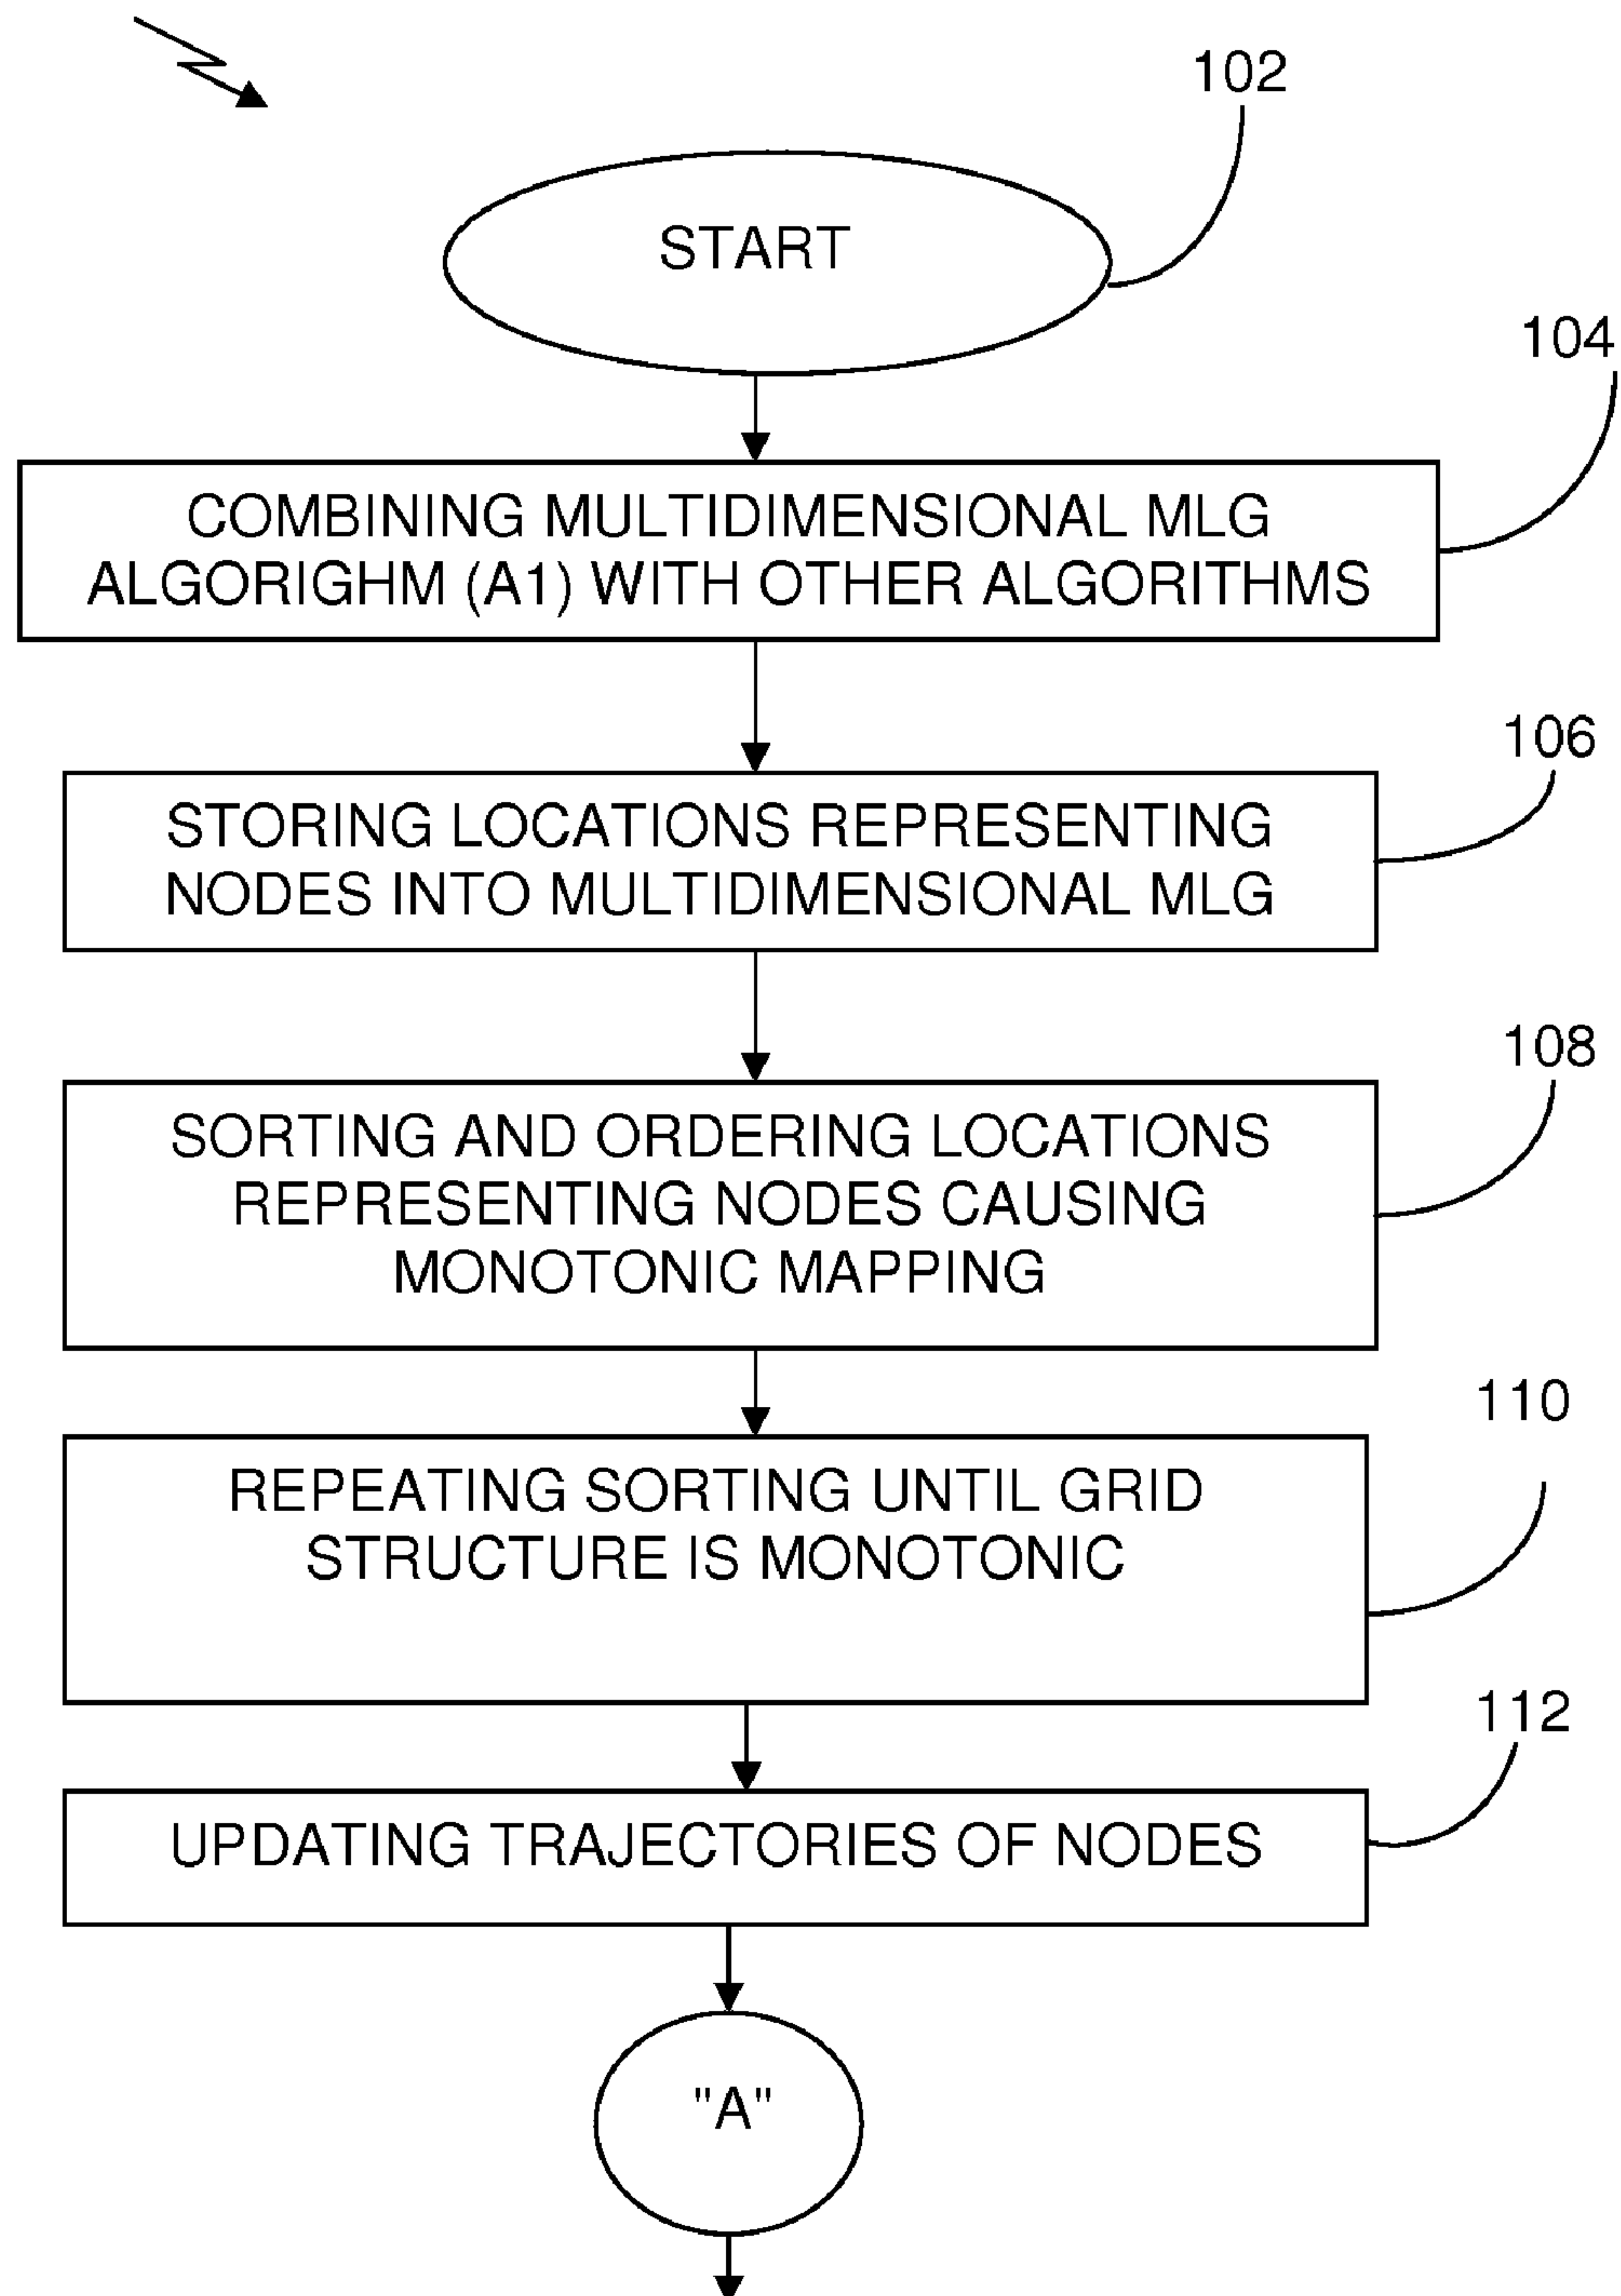 102
START
104
COMBINING MULTIDIMENSIONAL MLG
ALGORIGHM (A1) WITH OTHER ALGORITHMS
106
STORING LOCATIONS REPRESENTING
NODES INTO MULTIDIMENSIONAL MLG
108
SORTING AND ORDERING LOCATIONS
REPRESENTING NODES CAUSING
MONOTONIC MAPPING
110
REPEATING SORTING UNTIL GRID
STRUCTURE IS MONOTONIC
112
UPDATING TRAJECTORIES OF NODES
"A"